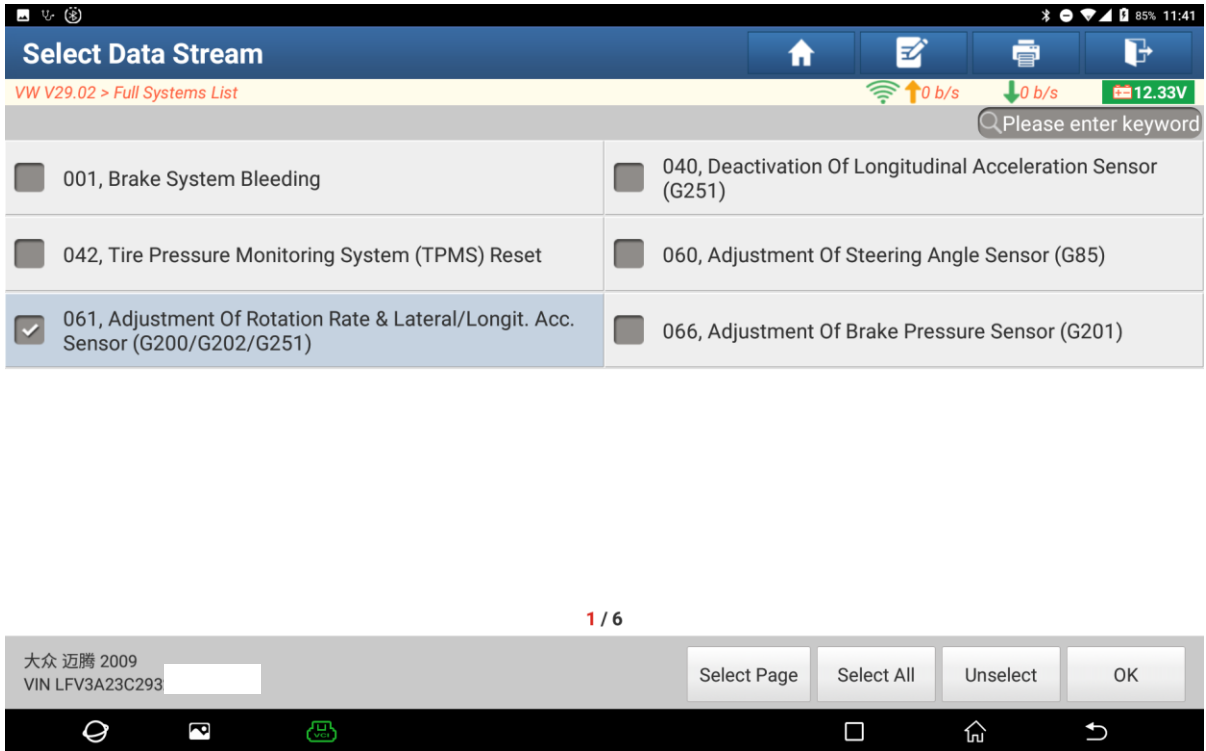 85% 11:41
Select Data Stream
VW V29.02 > Full Systems List
0 b/s
0 b/s
12.33V
Please enter keyword
001, Brake System Bleeding
040, Deactivation Of Longitudinal Acceleration Sensor
(G251)
042, Tire Pressure Monitoring System (TPMS) Reset
060, Adjustment Of Steering Angle Sensor (G85)
061, Adjustment Of Rotation Rate & Lateral/Longit. Acc.
Sensor (G200/G202/G251)
066, Adjustment Of Brake Pressure Sensor (G201)
1 / 6
大众 迈腾 2009
VIN LFV3A23C293
Select Page
Select All
Unselect
OK
VCI